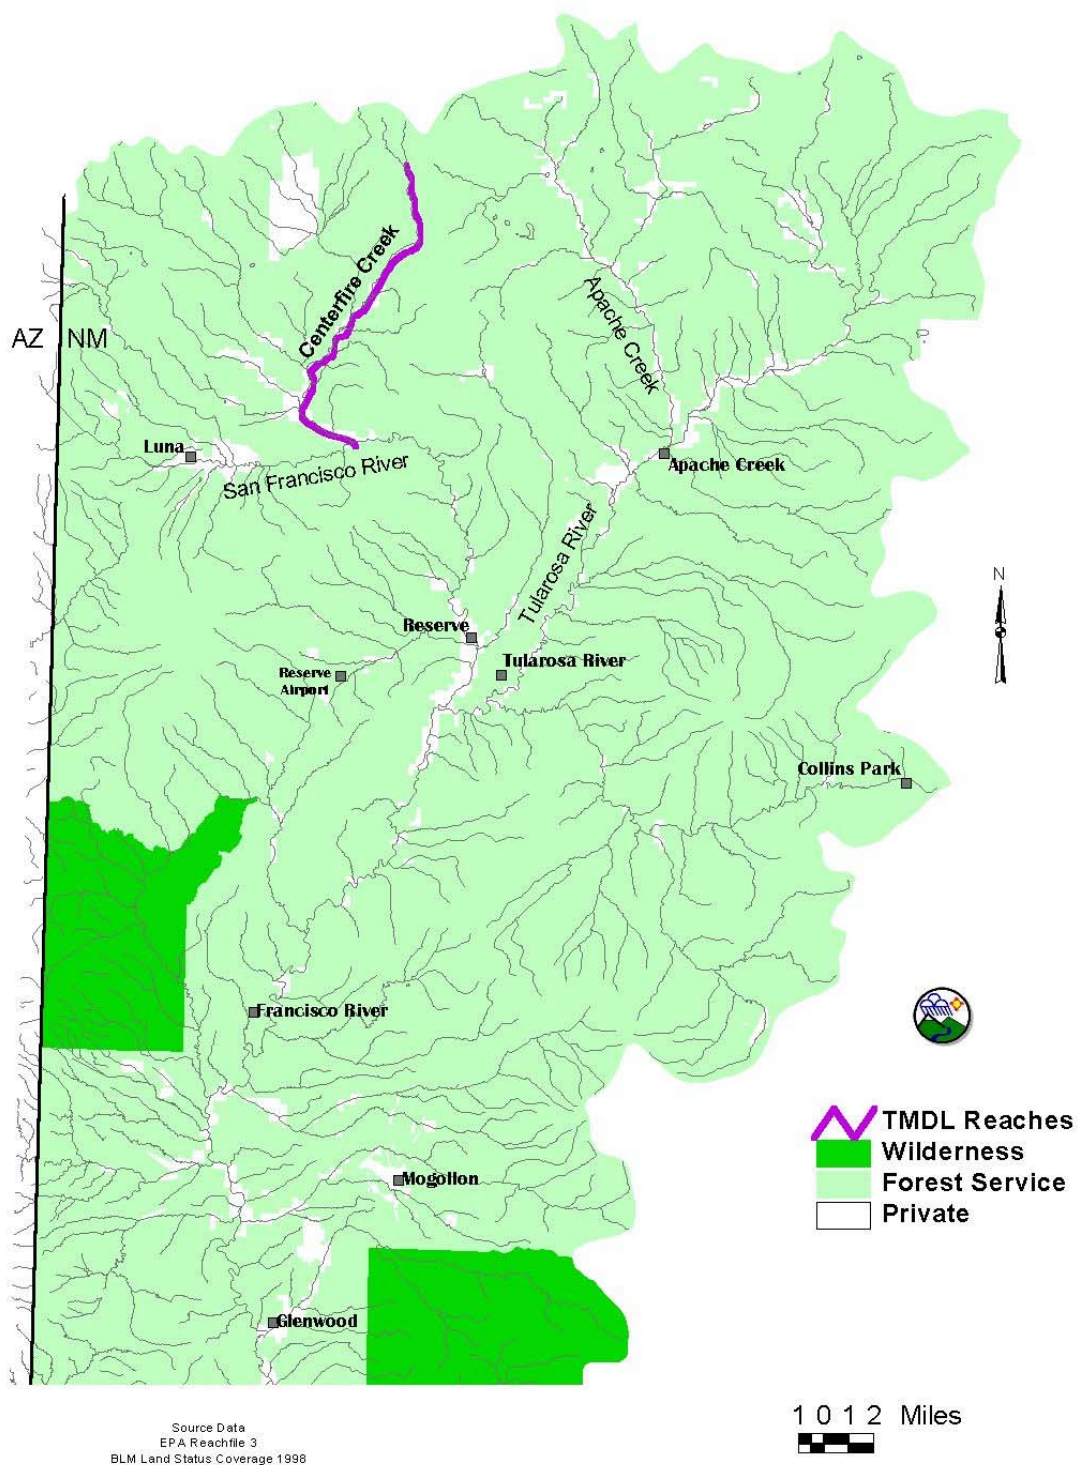 Centerfire Creek
Apache Creek
AZ
NM
Luna
San Francisco River
Apache Creek
Tularosa River
Reserve
Tularosa River
Reserve
Airport
N
Collins Park
Francisco River
TMDL Reaches
Wilderness
Forest Service
Private
Mogollon
Glenwood
1 0 1 2 Miles
Source Data
EPA Reachfile 3
BLM Land Status Coverage 1998